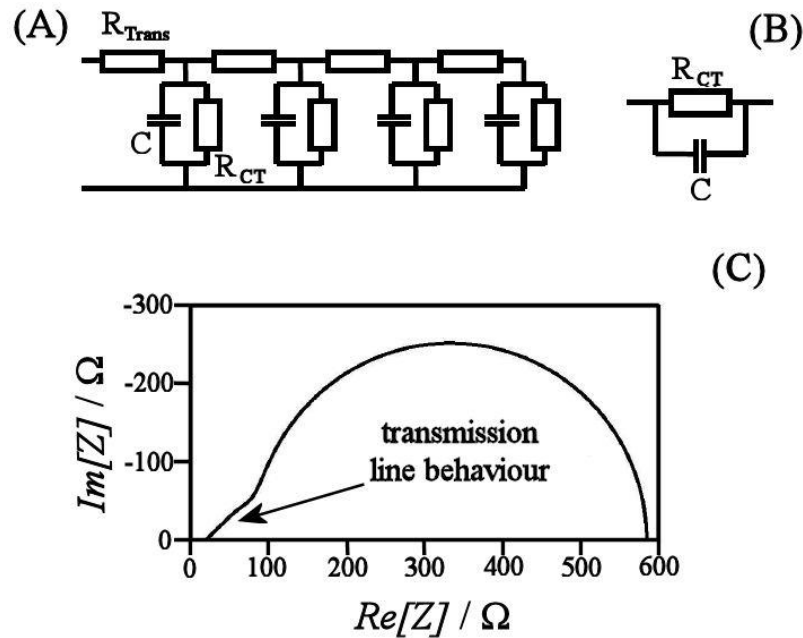 (A)
R_Trans
C
R_CT
(B)
R_CT
C
(C)
-300
-200
-100
0
Im[Z] / Ω
transmission
line behaviour
0 100 200 300 400 500 600
Re[Z] / Ω